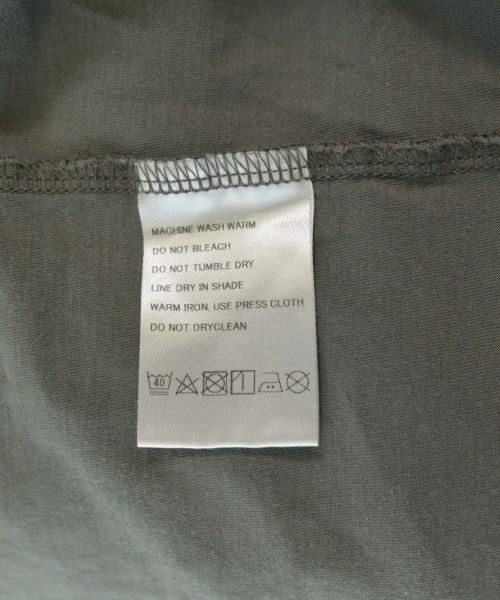 MACHINE WASH WARM
DO NOT BLEACH
DO NOT TUMBLE DRY
LINE DRY IN SHADE
WARM IRON, USE PRESS CLOTH
DO NOT DRYCLEAN
40